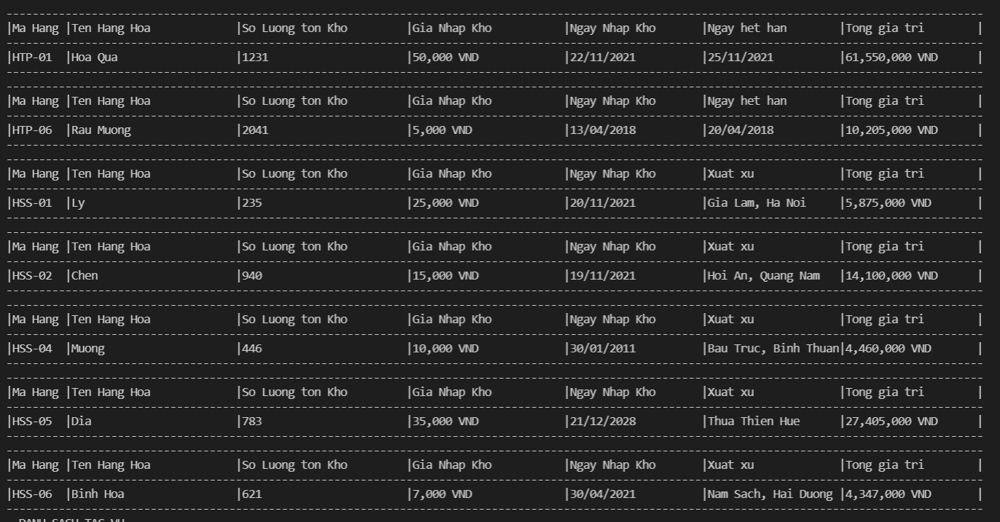 |Ma Hang |Ten Hang Hoa |So Luong ton Kho |Gia Nhap Kho |Ngay Nhap Kho |Ngay het han |Tong gia tri |
|HTP-01 |Hoa Qua |1231 |50,000 VND |22/11/2021 |25/11/2021 |61,550,000 VND |
|Ma Hang |Ten Hang Hoa |So Luong ton Kho |Gia Nhap Kho |Ngay Nhap Kho |Ngay het han |Tong gia tri |
|HTP-06 |Rau Muong |2041 |5,000 VND |13/04/2018 |20/04/2018 |10,205,000 VND |
|Ma Hang |Ten Hang Hoa |So Luong ton Kho |Gia Nhap Kho |Ngay Nhap Kho |Xuat xu |Tong gia tri |
|HSS-01 |Ly |235 |25,000 VND |20/11/2021 |Gia Lam, Ha Noi |5,875,000 VND |
|Ma Hang |Ten Hang Hoa |So Luong ton Kho |Gia Nhap Kho |Ngay Nhap Kho |Xuat xu |Tong gia tri |
|HSS-02 |Chen |940 |15,000 VND |19/11/2021 |Hoi An, Quang Nam |14,100,000 VND |
|Ma Hang |Ten Hang Hoa |So Luong ton Kho |Gia Nhap Kho |Ngay Nhap Kho |Xuat xu |Tong gia tri |
|HSS-04 |Muong |446 |10,000 VND |30/01/2011 |Bau Truc, Binh Thuan|4,460,000 VND |
|Ma Hang |Ten Hang Hoa |So Luong ton Kho |Gia Nhap Kho |Ngay Nhap Kho |Xuat xu |Tong gia tri |
|HSS-05 |Dia |783 |35,000 VND |21/12/2028 |Thua Thien Hue |27,405,000 VND |
|Ma Hang |Ten Hang Hoa |So Luong ton Kho |Gia Nhap Kho |Ngay Nhap Kho |Xuat xu |Tong gia tri |
|HSS-06 |Binh Hoa |621 |7,000 VND |30/04/2021 |Nam Sach, Hai Duong |4,347,000 VND |
DANH SACH TAC VU